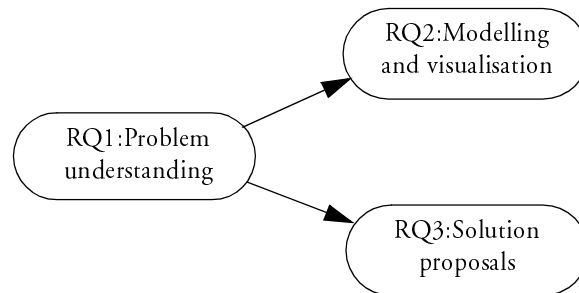 RQ1:Problem
understanding
RQ2:Modelling
and visualisation
RQ3:Solution
proposals